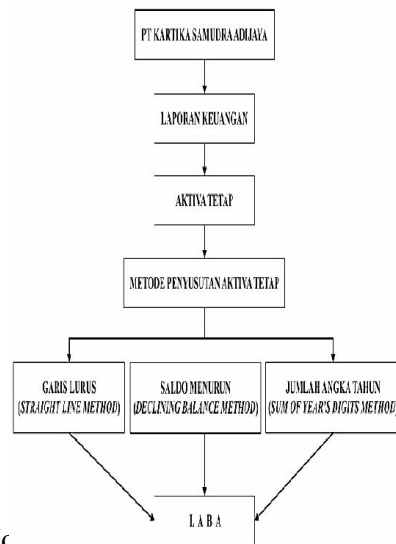 PT KARTIKA SAMUDRA ADIJAYA
LAPORAN KEUANGAN
AKTIVA TETAP
METODE PENYUSUTAN AKTIVA TETAP
GARIS LURUS
(STRAIGHT LINE METHOD)
SALDO MENURUN
(DECLINING BALANCE METHOD)
JUMLAH ANGKA TAHUN
(SUM OF YEAR'S DIGITS METHOD)
L A B A